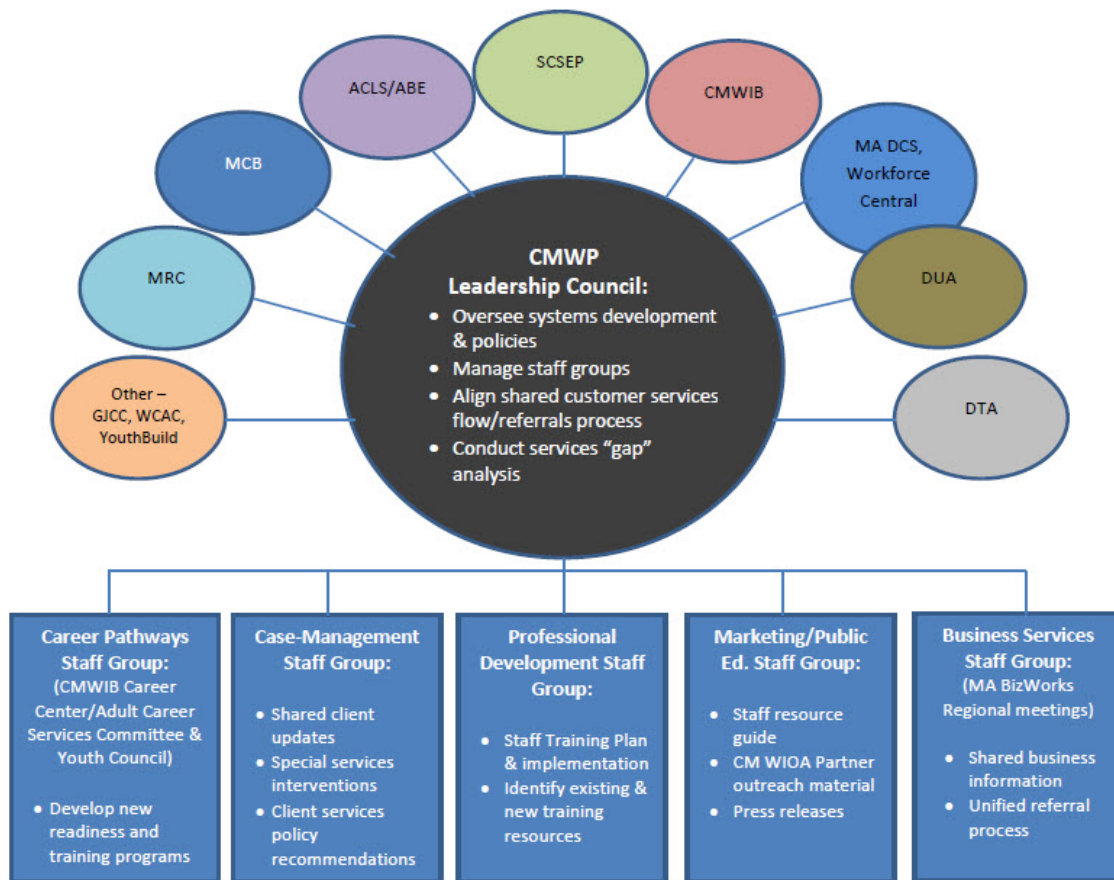 SCSEP
ACLS/ABE
CMWIB
MCB
MA DCS,
Workforce
Central
MRC
DUA
Other –
GJCC, WCAC,
YouthBuild
DTA
CMWP
Leadership Council:
• Oversee systems development
& policies
• Manage staff groups
• Align shared customer services
flow/referrals process
• Conduct services “gap”
analysis
Career Pathways
Staff Group:
(CMWIB Career
Center/Adult Career
Services Committee &
Youth Council)
• Develop new
readiness and
training programs
Case-Management
Staff Group:
• Shared client
updates
• Special services
interventions
• Client services
policy
recommendations
Professional
Development Staff
Group:
• Staff Training Plan
& implementation
• Identify existing &
new training
resources
Marketing/Public
Ed. Staff Group:
• Staff resource
guide
• CM WIOA Partner
outreach material
• Press releases
Business Services
Staff Group:
(MA BizWorks
Regional meetings)
• Shared business
information
• Unified referral
process